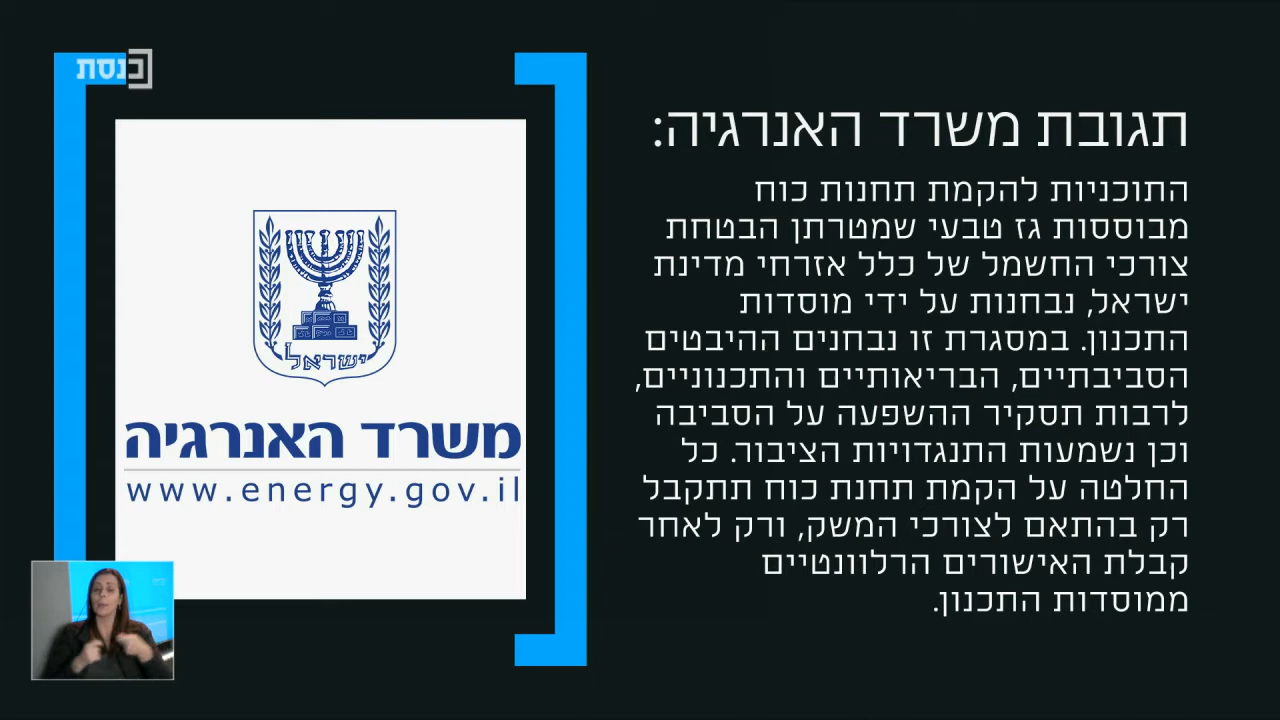 כנסת
תגובת משרד האנרגיה:
התוכניות להקמת תחנות כוח
מבוססות גז טבעי שמטרתן הבטחת
צורכי החשמל של כלל אזרחי מדינת
ישראל, נבחנות על ידי מוסדות
התכנון. במסגרת זו נבחנים ההיבטים
הסביבתיים, הבריאותיים והתכנוניים,
לרבות תסקיר ההשפעה על הסביבה
וכן נשמעות התנגדויות הציבור. כל
החלטה על הקמת תחנת כוח תתקבל
רק בהתאם לצורכי המשק, ורק לאחר
קבלת האישורים הרלוונטיים
ממוסדות התכנון.
ישראל
משרד האנרגיה
www.energy.gov.il